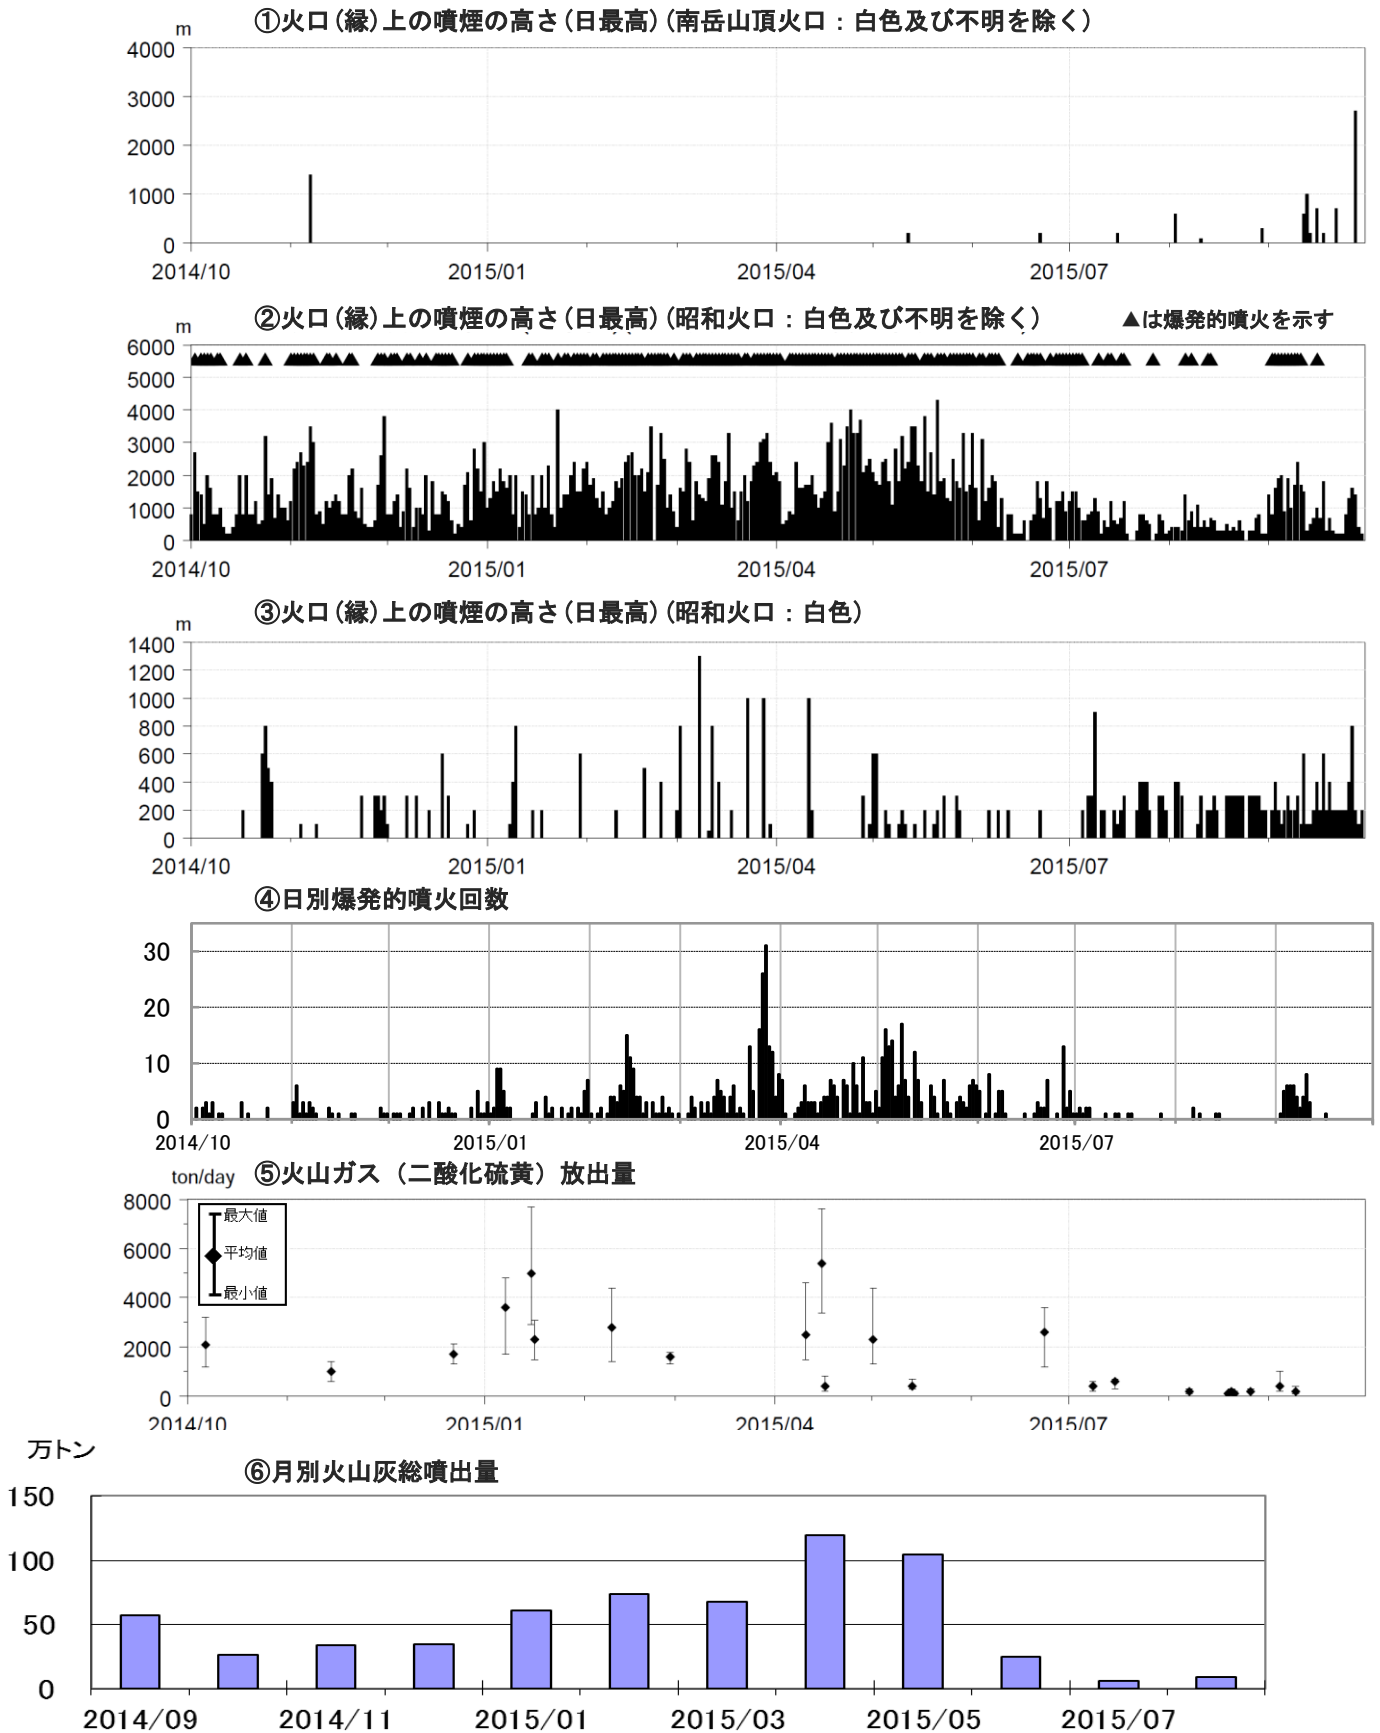 ①火口(縁)上の噴煙の高さ(日最高)(南岳山頂火口：白色及び不明を除く)
m
4000
3000
2000
1000
0
2014/10 2015/01 2015/04 2015/07
②火口(縁)上の噴煙の高さ(日最高)(昭和火口：白色及び不明を除く) ▲は爆発的噴火を示す
m
6000
5000
4000
3000
2000
1000
0
2014/10 2015/01 2015/04 2015/07
③火口(縁)上の噴煙の高さ(日最高)(昭和火口：白色)
m
1400
1200
1000
800
600
400
200
0
2014/10 2015/01 2015/04 2015/07
④日別爆発的噴火回数
30
20
10
0
2014/10 2015/01 2015/04 2015/07
ton/day ⑤火山ガス（二酸化硫黄）放出量
8000
6000
4000
2000
0
最大値
平均値
最小値
2014/10 2015/01 2015/04 2015/07
万トン
⑥月別火山灰総噴出量
150
100
50
0
2014/09 2014/11 2015/01 2015/03 2015/05 2015/07